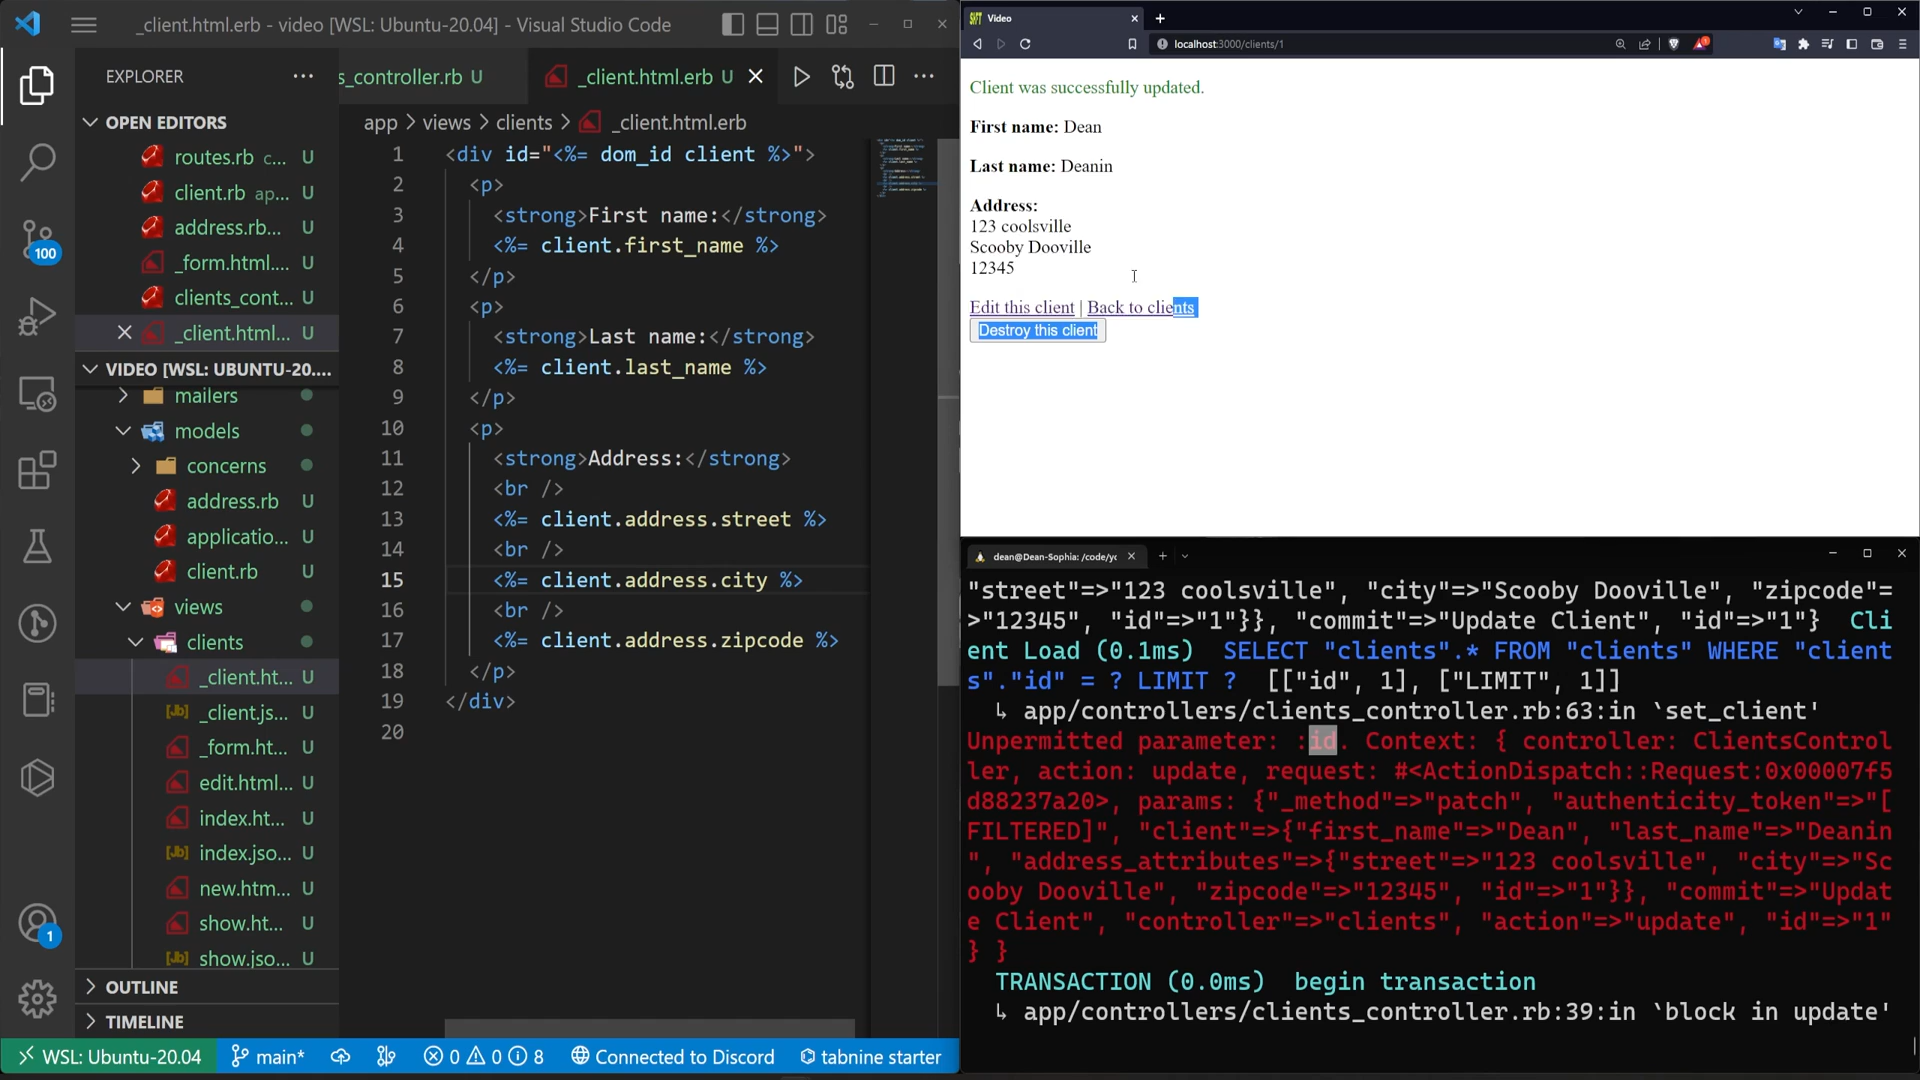 _client.html.erb - video [WSL: Ubuntu-20.04] - Visual Studio Code
EXPLORER
s_controller.rb U
_client.html.erb U
OPEN EDITORS
routes.rb c... U
client.rb ap... U
address.rb... U
_form.html.... U
clients_cont... U
_client.html... U
VIDEO [WSL: UBUNTU-20....
mailers
models
concerns
address.rb U
applicatio... U
client.rb U
views
clients
_client.ht... U
_client.js... U
_form.ht... U
edit.html... U
index.ht... U
index.jso... U
new.htm... U
show.ht... U
show.jso... U
OUTLINE
TIMELINE
100
1
app > views > clients > _client.html.erb
1 <div id="<%= dom_id client %>">
2 <p>
3 <strong>First name:</strong>
4 <%= client.first_name %>
5 </p>
6 <p>
7 <strong>Last name:</strong>
8 <%= client.last_name %>
9 </p>
10 <p>
11 <strong>Address:</strong>
12 <br />
13 <%= client.address.street %>
14 <br />
15 <%= client.address.city %>
16 <br />
17 <%= client.address.zipcode %>
18 </p>
19 </div>
20
WSL: Ubuntu-20.04 main* 0 0 8 Connected to Discord tabnine starter
Video
localhost:3000/clients/1
1
Client was successfully updated.
First name: Dean
Last name: Deanin
Address:
123 coolsville
Scooby Dooville
12345
Edit this client | Back to clients
Destroy this client
dean@Dean-Sophia: /code/yc
"street"=>"123 coolsville", "city"=>"Scooby Dooville", "zipcode"=
>"12345", "id"=>"1"}}, "commit"=>"Update Client", "id"=>"1"} Cli
ent Load (0.1ms) SELECT "clients".* FROM "clients" WHERE "client
s"."id" = ? LIMIT ? [["id", 1], ["LIMIT", 1]]
↳ app/controllers/clients_controller.rb:63:in `set_client'
Unpermitted parameter: :id. Context: { controller: ClientsControl
ler, action: update, request: #<ActionDispatch::Request:0x00007f5
d88237a20>, params: {"_method"=>"patch", "authenticity_token"=>"[
FILTERED]", "client"=>{"first_name"=>"Dean", "last_name"=>"Deanin
", "address_attributes"=>{"street"=>"123 coolsville", "city"=>"Sc
ooby Dooville", "zipcode"=>"12345", "id"=>"1"}}, "commit"=>"Updat
e Client", "controller"=>"clients", "action"=>"update", "id"=>"1"
} }
TRANSACTION (0.0ms) begin transaction
↳ app/controllers/clients_controller.rb:39:in `block in update'